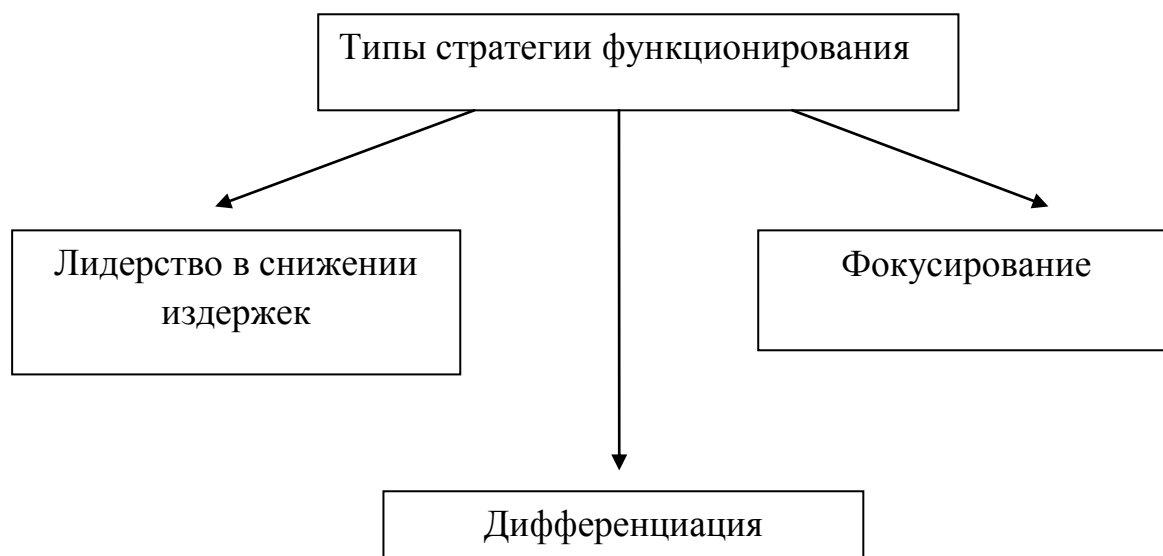 Типы стратегии функционирования
Лидерство в снижении
издержек
Фокусирование
Дифференциация